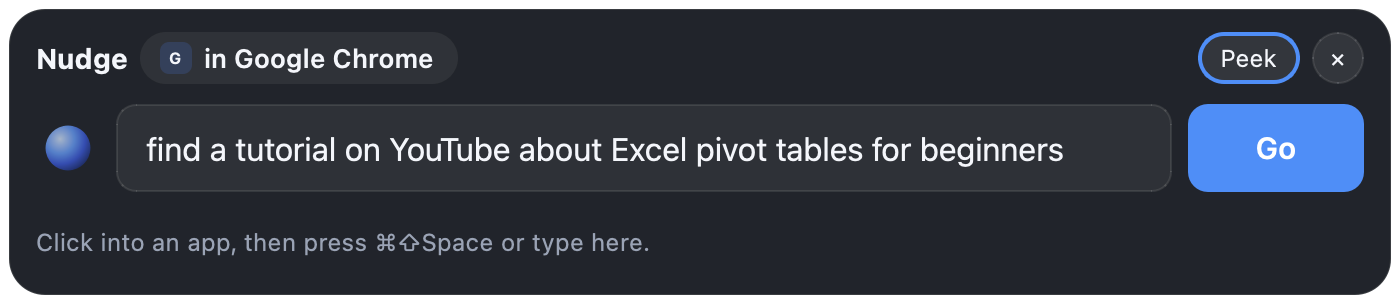 Nudge G in Google Chrome Peek ×
find a tutorial on YouTube about Excel pivot tables for beginners Go
Click into an app, then press ⌘⇧Space or type here.